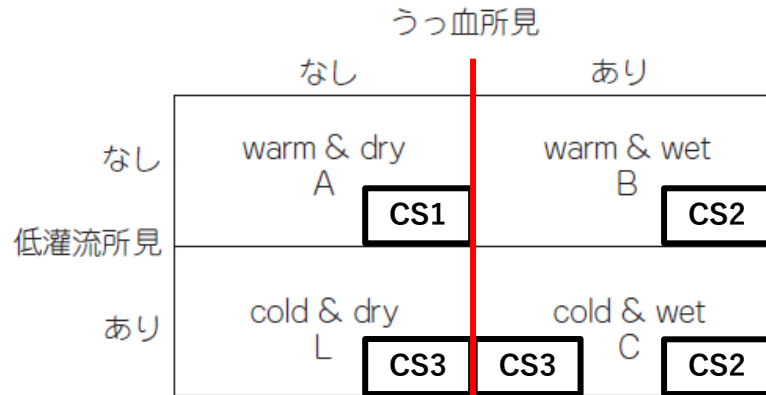 うっ血所見
なし あり
なし
warm & dry
A
CS1
warm & wet
B
CS2
低灌流所見
あり
cold & dry
L
CS3
cold & wet
C
CS3
CS2